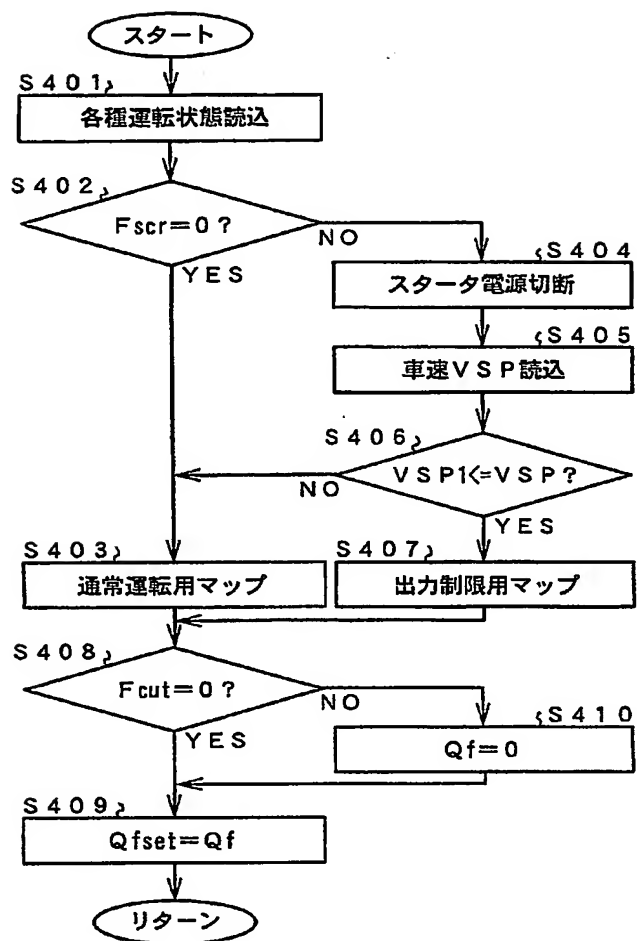 スタート
S401
各種運転状態読込
S402
Fscr=0?
NO
YES
S404
スタータ電源切断
S405
車速VSP読込
S406
VSP1<=VSP?
NO
YES
S403
通常運転用マップ
S407
出力制限用マップ
S408
Fcut=0?
NO
YES
S410
Qf=0
S409
Qfset=Qf
リターン